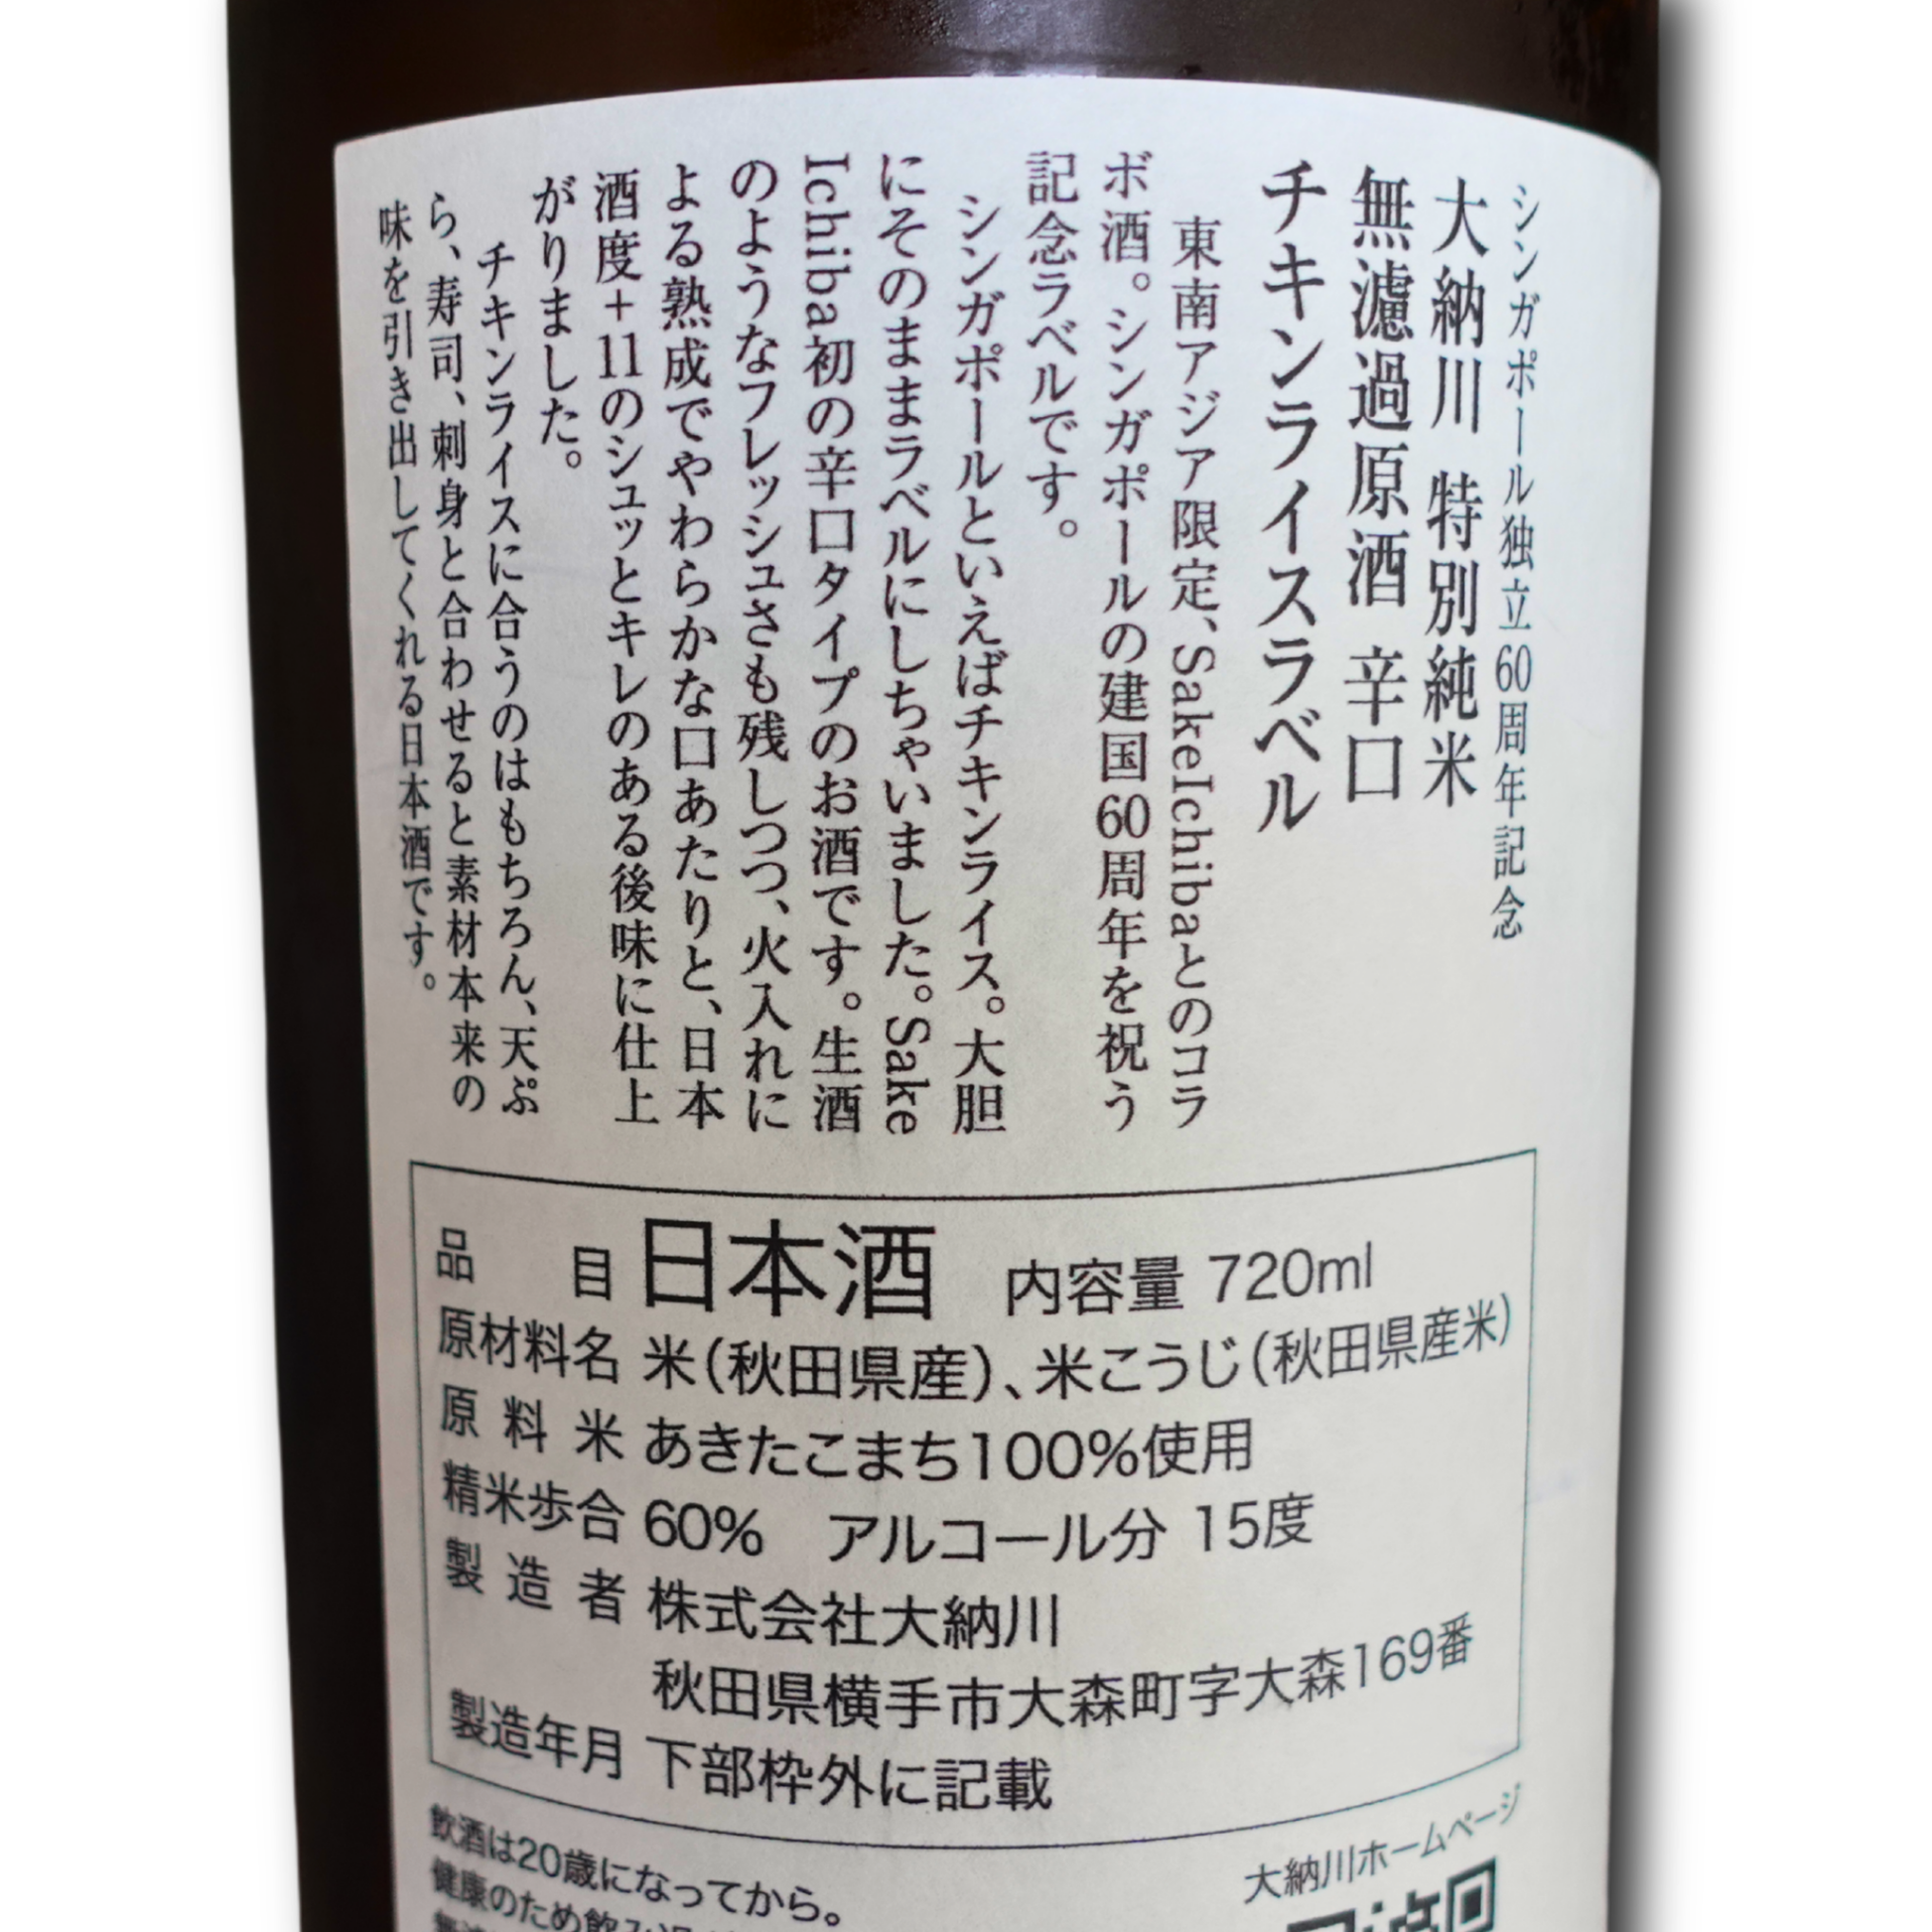 シンガポール独立60周年記念
大納川 特別純米
無濾過原酒 辛口
チキンライスラベル
東南アジア限定、SakeIchibaとのコラ
ボ酒。シンガポールの建国60周年を祝う
記念ラベルです。
シンガポールといえばチキンライス。大胆
にそのままラベルにしちゃいました。Sake
Ichiba初の辛口タイプのお酒です。生酒
のようなフレッシュさも残しつつ、火入れに
よる熟成でやわらかな口あたりと、日本
酒度+11のシュッとキレのある後味に仕上
がりました。
チキンライスに合うのはもちろん、天ぷ
ら、寿司、刺身と合わせると素材本来の
味を引き出してくれる日本酒です。
品目 日本酒 内容量 720ml
原材料名 米(秋田県産)、米こうじ(秋田県産米)
原料米 あきたこまち100%使用
精米歩合 60% アルコール分 15度
製造者 株式会社大納川
秋田県横手市大森町字大森169番
製造年月 下部枠外に記載
飲酒は20歳になってから。
健康のため飲み
大納川ホームページ